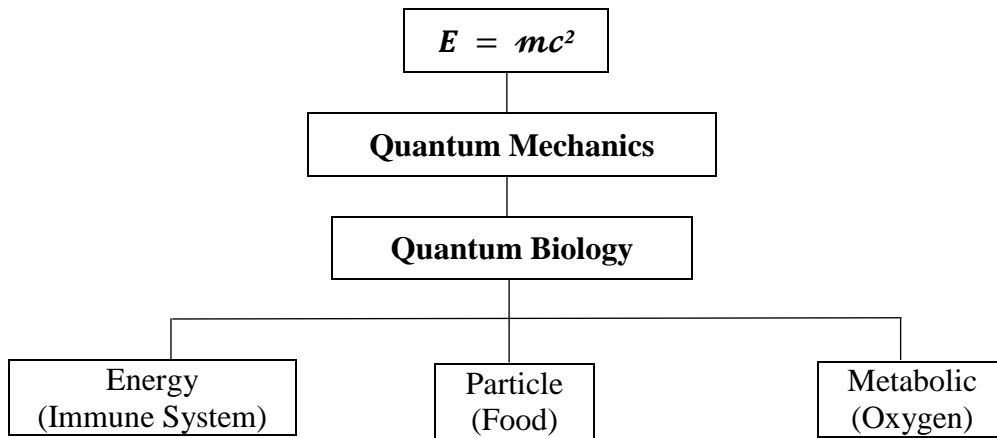 E = mc²
Quantum Mechanics
Quantum Biology
Energy
(Immune System)
Particle
(Food)
Metabolic
(Oxygen)